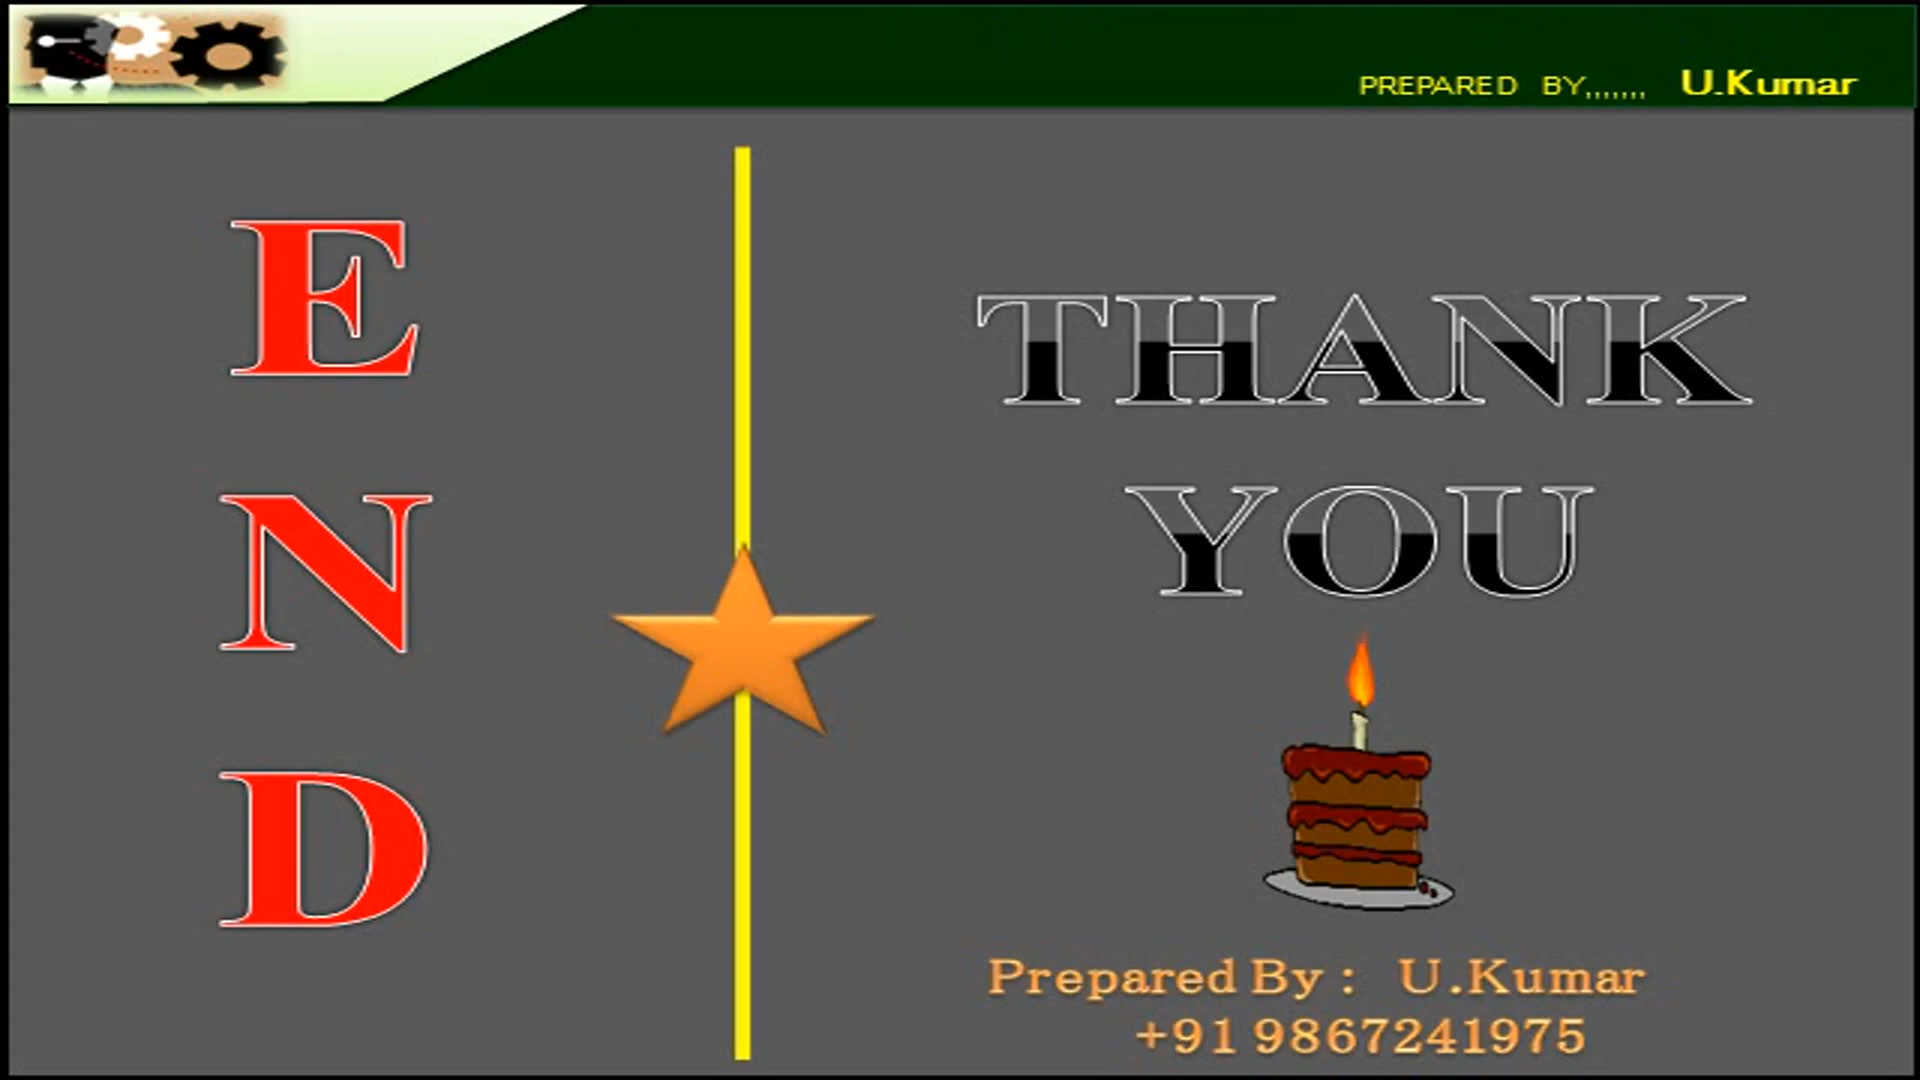 PREPARED BY,,,,,,, U.Kumar
E
N
D
THANK
YOU
Prepared By : U.Kumar
+91 9867241975